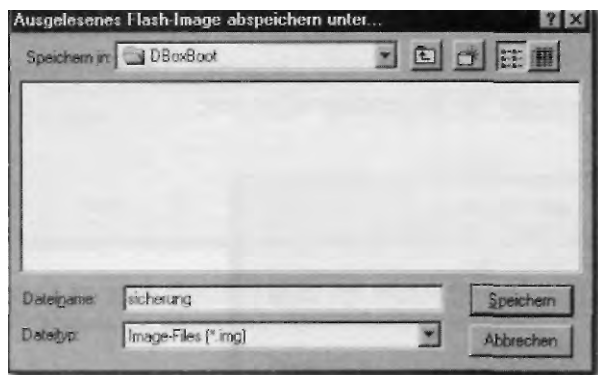 Ausgelesenes Flash-Image abspeichern unter...
Speichern in: DBoxBoot
Dateiname: sicherung Speichern
Dateityp: Image-Files (*.img) Abbrechen